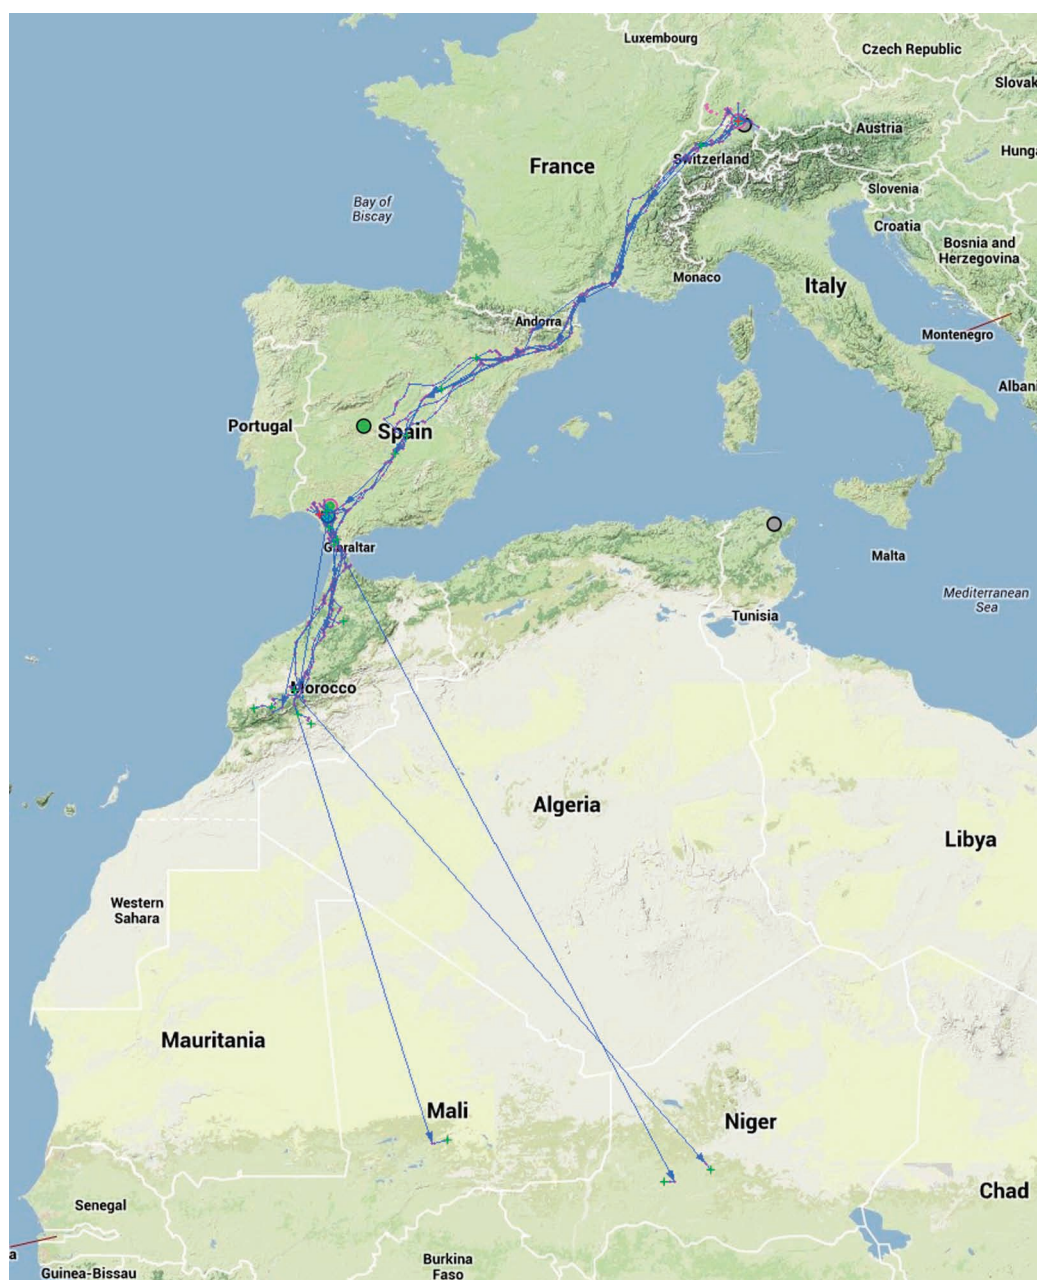 Luxembourg
Czech Republic
Slovak
Austria
France
Switzerland
Hunga
Slovenia
Bay of
Biscay
Croatia
Bosnia and
Herzegovina
Monaco
Italy
Andorra
Montenegro
Albani
Portugal
Spain
Gibraltar
Malta
Mediterranean
Sea
Tunisia
Morocco
Algeria
Libya
Western
Sahara
Mauritania
Mali
Niger
Chad
Senegal
a
Burkina
Faso
Guinea-Bissau